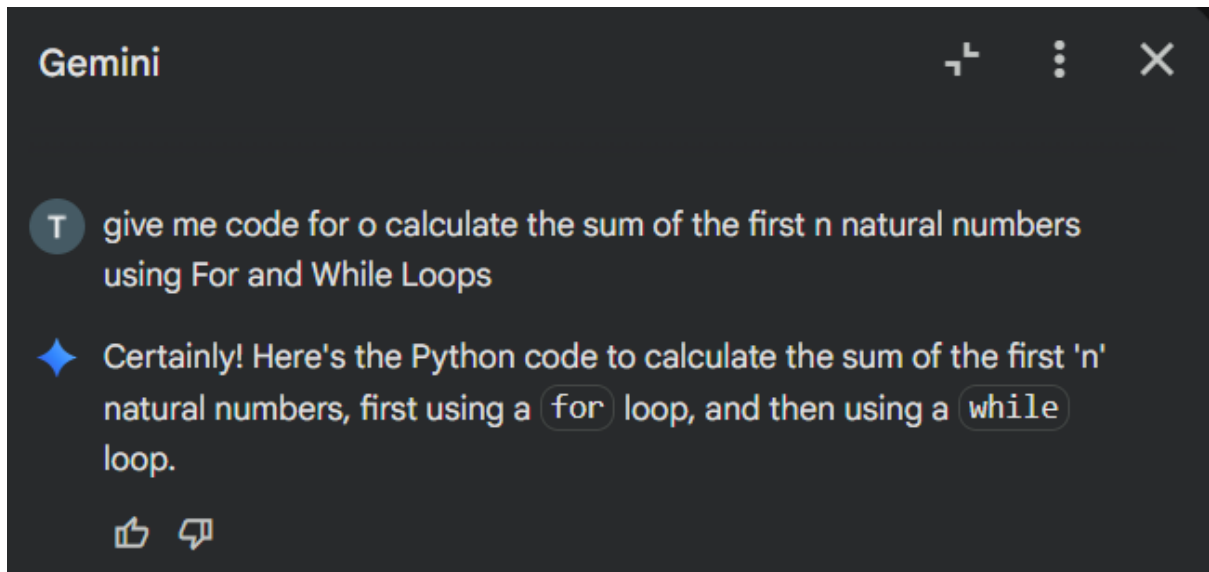 Gemini
T
give me code for o calculate the sum of the first n natural numbers
using For and While Loops
Certainly! Here's the Python code to calculate the sum of the first 'n'
natural numbers, first using a for loop, and then using a while
loop.